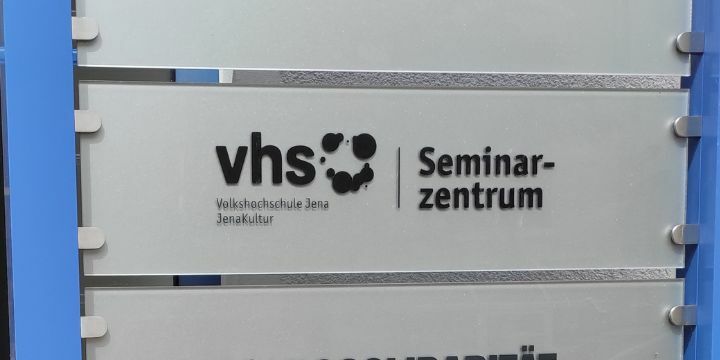 vhs
Volkshochschule Jena
JenaKultur
Seminar-
zentrum